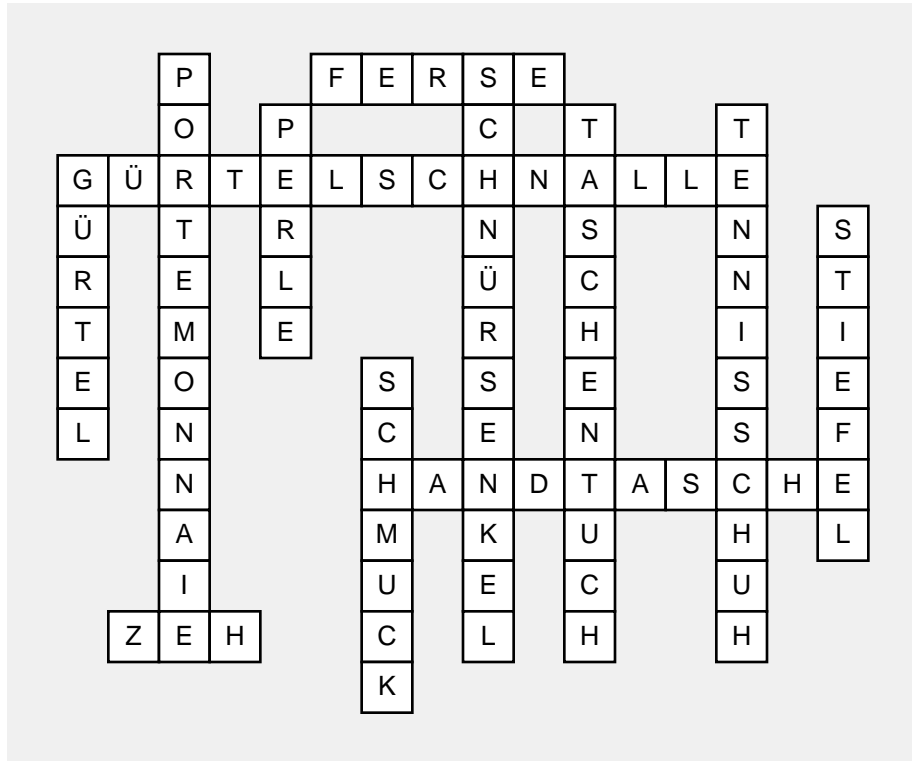 PORTEMONNAIE
FERSE
SCHNÜRSENKEL
PERLE
TASCHENTUCH
TENNISSCHUH
GÜRTELSCHNALLE
GÜRTEL
STIEFEL
SCHMUCK
HANDTASCHE
ZEH